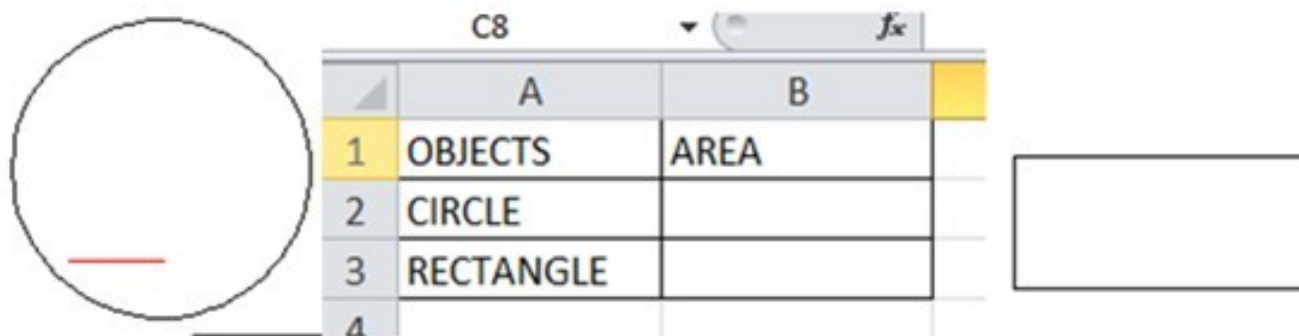 C8 fx
A B
1 OBJECTS AREA
2 CIRCLE
3 RECTANGLE
4